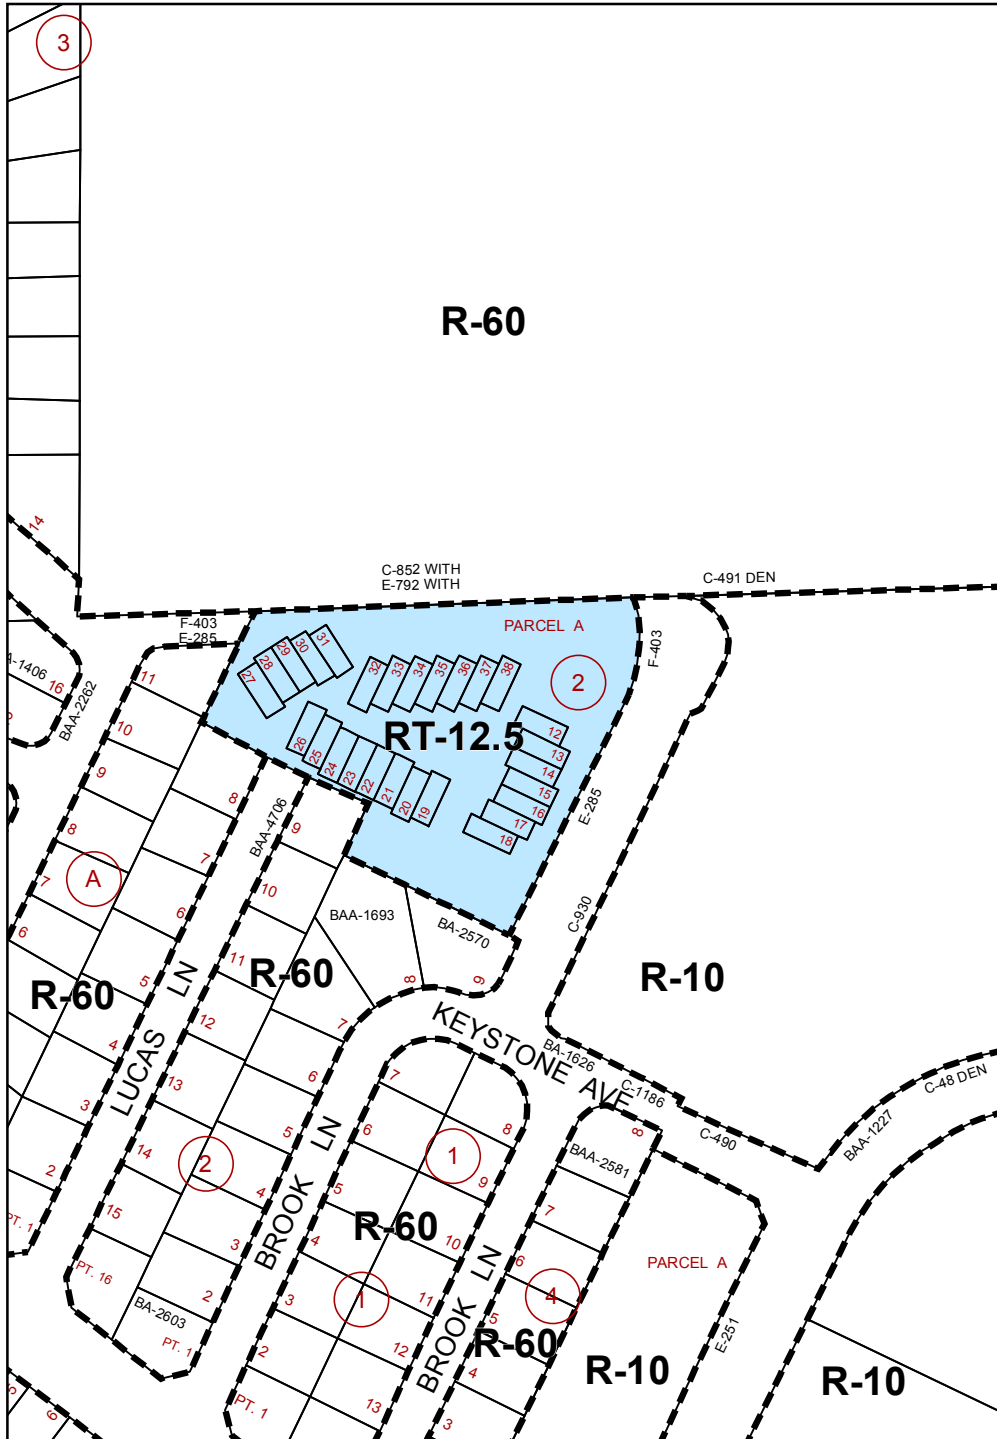 3
R-60
14
C-852 WITH
E-792 WITH
C-491 DEN
F-403
E-285
PARCEL A
F-403
2
31
30
29
28
27
32
33
34
35
36
37
38
RT-12.5
12
13
14
15
16
17
18
26
25
24
23
22
21
20
19
E-285
16
BAA-2262
11
10
9
8
7
6
A
8
7
6
5
4
3
2
PT. 1
R-60
LUCAS LN
BAA-4706
9
10
11
12
13
14
15
PT. 16
R-60
BAA-1693
BA-2570
8
9
7
6
5
4
3
2
PT. 1
2
BA-2603
C-930
R-10
KEYSTONE AVE
BA-1626
C-1186
C-490
BAA-1227
C-48 DEN
BROOK LN
7
6
5
4
3
2
PT. 1
1
8
9
10
11
12
13
R-60
1
BROOK LN
8
BAA-2581
7
6
5
4
3
4
R-60
PARCEL A
R-10
E-251
R-10
6